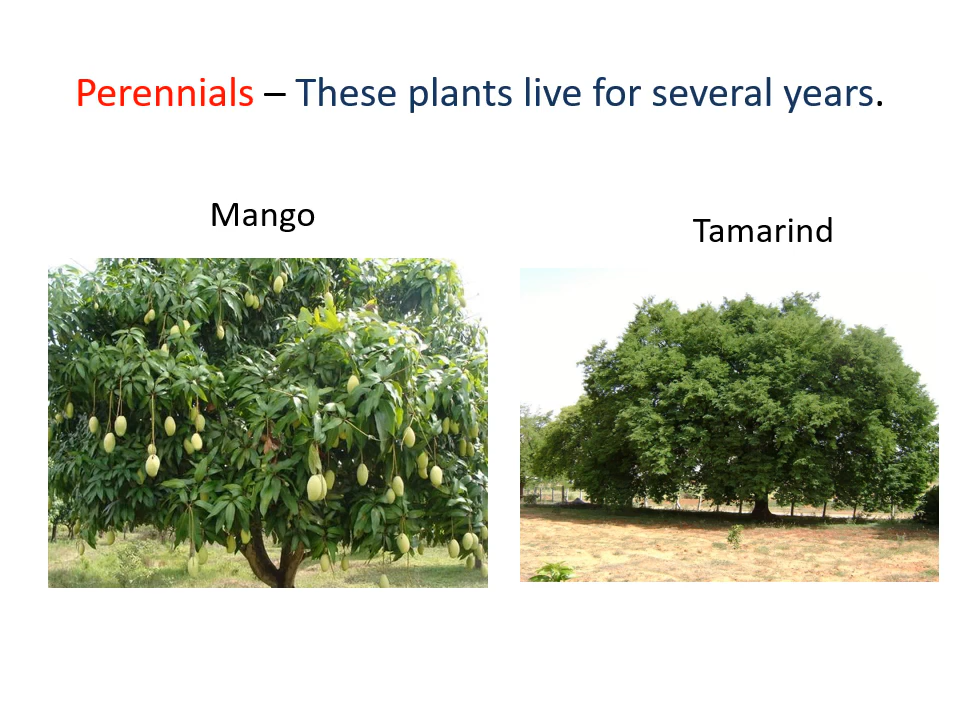 Perennials – These plants live for several years.
Mango
Tamarind